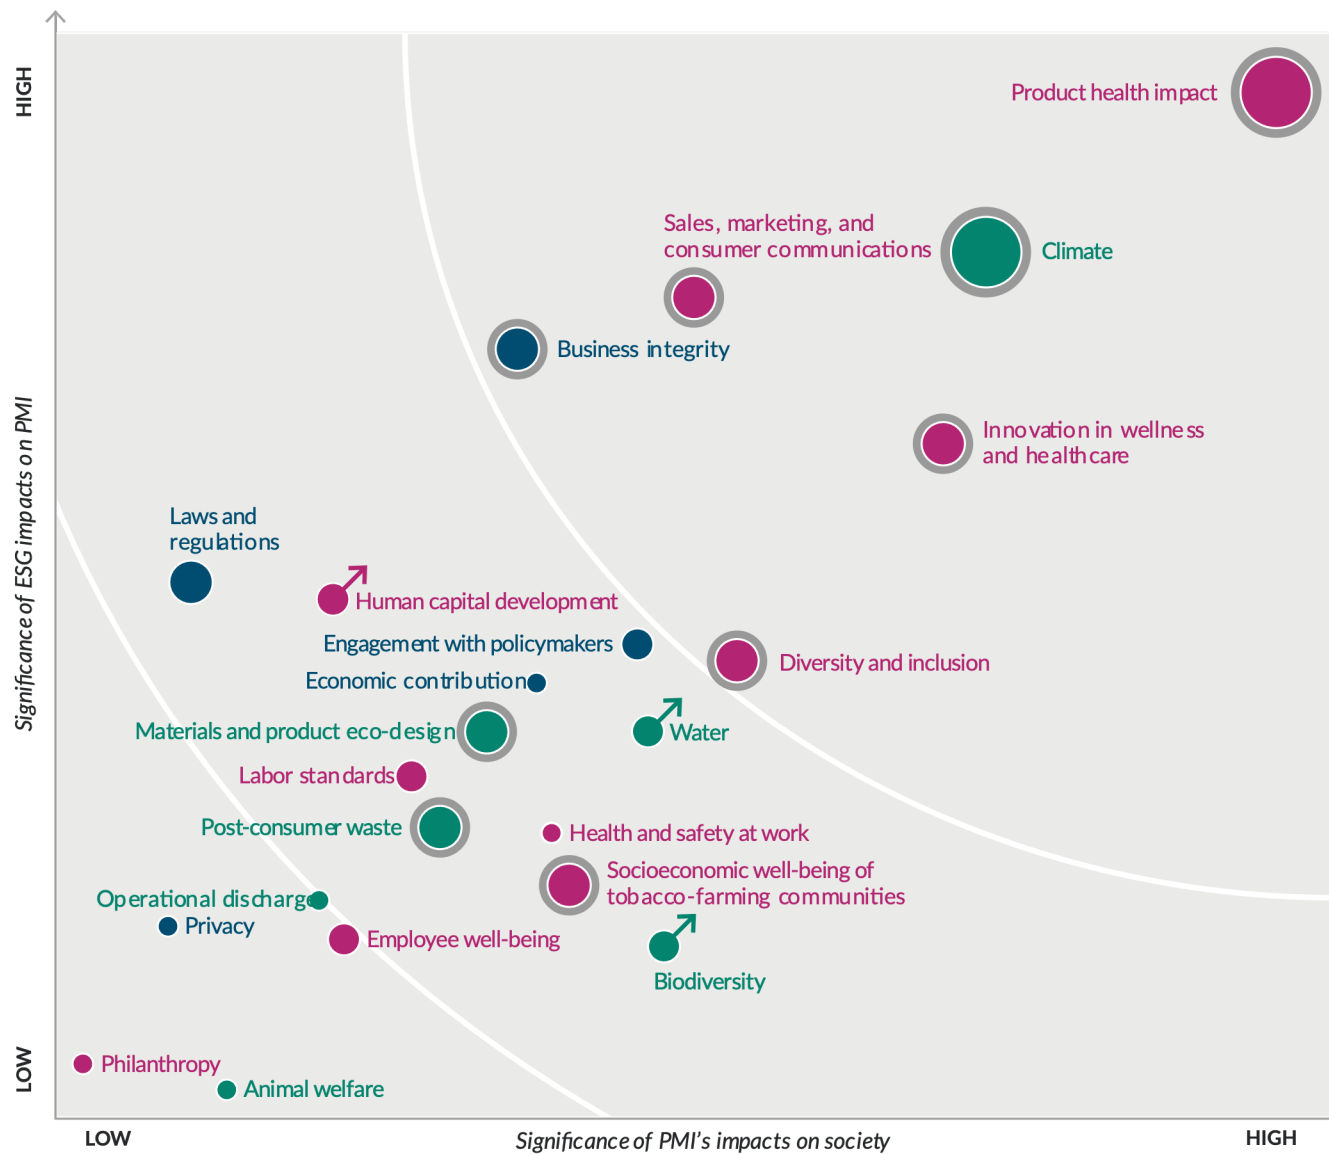 HIGH
Product health impact
Sales, marketing, and
consumer communications
Climate
Business integrity
Innovation in wellness
and healthcare
Significance of ESG impacts on PMI
Laws and
regulations
Human capital development
Engagement with policymakers
Diversity and inclusion
Economic contribution
Materials and product eco-design
Water
Labor standards
Post-consumer waste
Health and safety at work
Socioeconomic well-being of
tobacco-farming communities
Operational discharge
Privacy
Employee well-being
Biodiversity
LOW
Philanthropy
Animal welfare
LOW
Significance of PMI’s impacts on society
HIGH